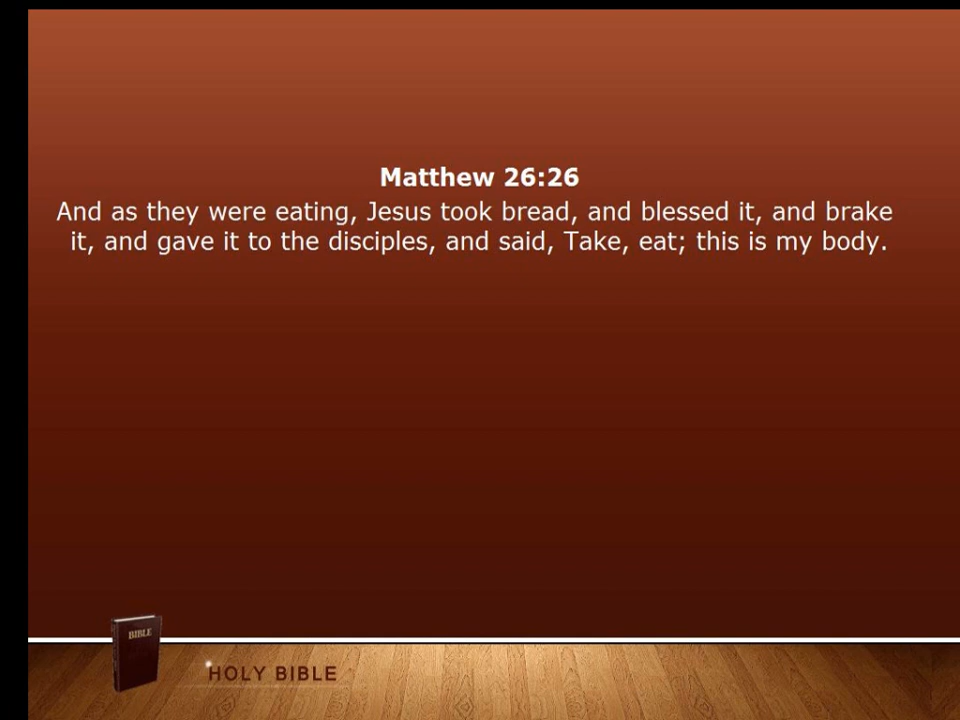 Matthew 26:26
And as they were eating, Jesus took bread, and blessed it, and brake
it, and gave it to the disciples, and said, Take, eat; this is my body.
BIBLE
HOLY BIBLE